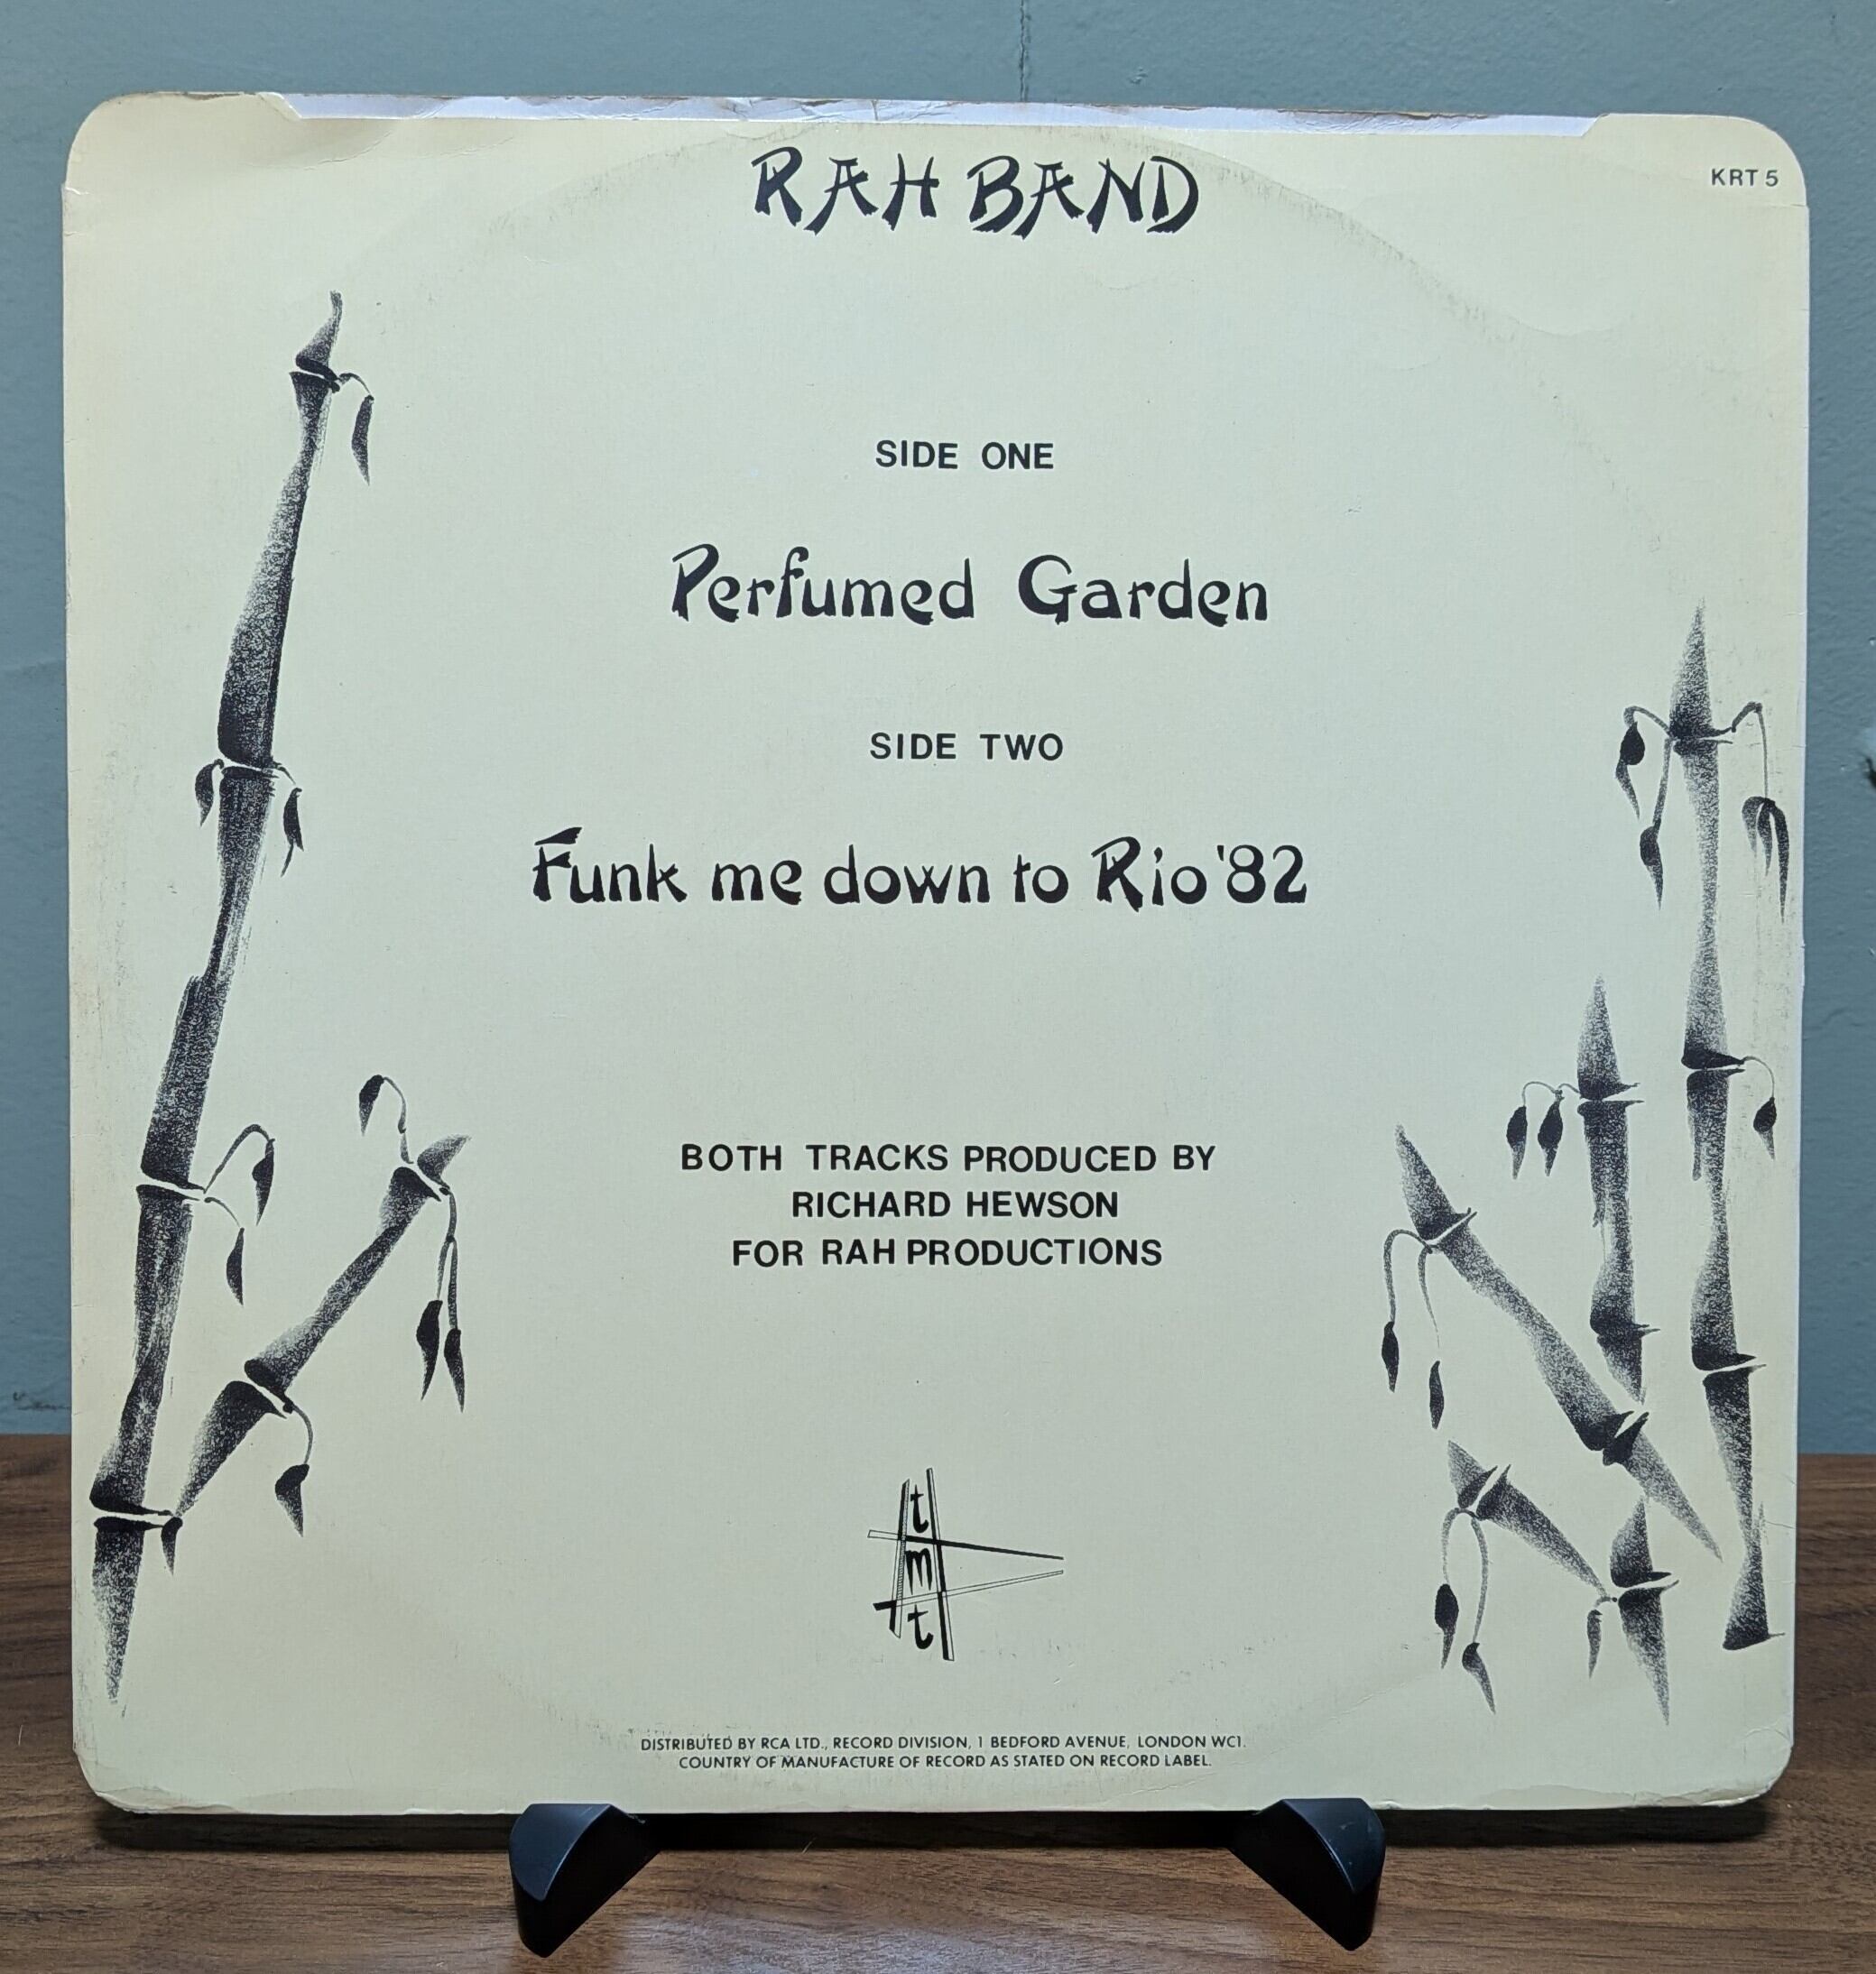 RAH BAND
KRT 5
SIDE ONE
Perfumed Garden
SIDE TWO
Funk me down to Rio '82
BOTH TRACKS PRODUCED BY
RICHARD HEWSON
FOR RAH PRODUCTIONS
t
m
t
DISTRIBUTED BY RCA LTD., RECORD DIVISION, 1 BEDFORD AVENUE, LONDON WC1.
COUNTRY OF MANUFACTURE OF RECORD AS STATED ON RECORD LABEL.